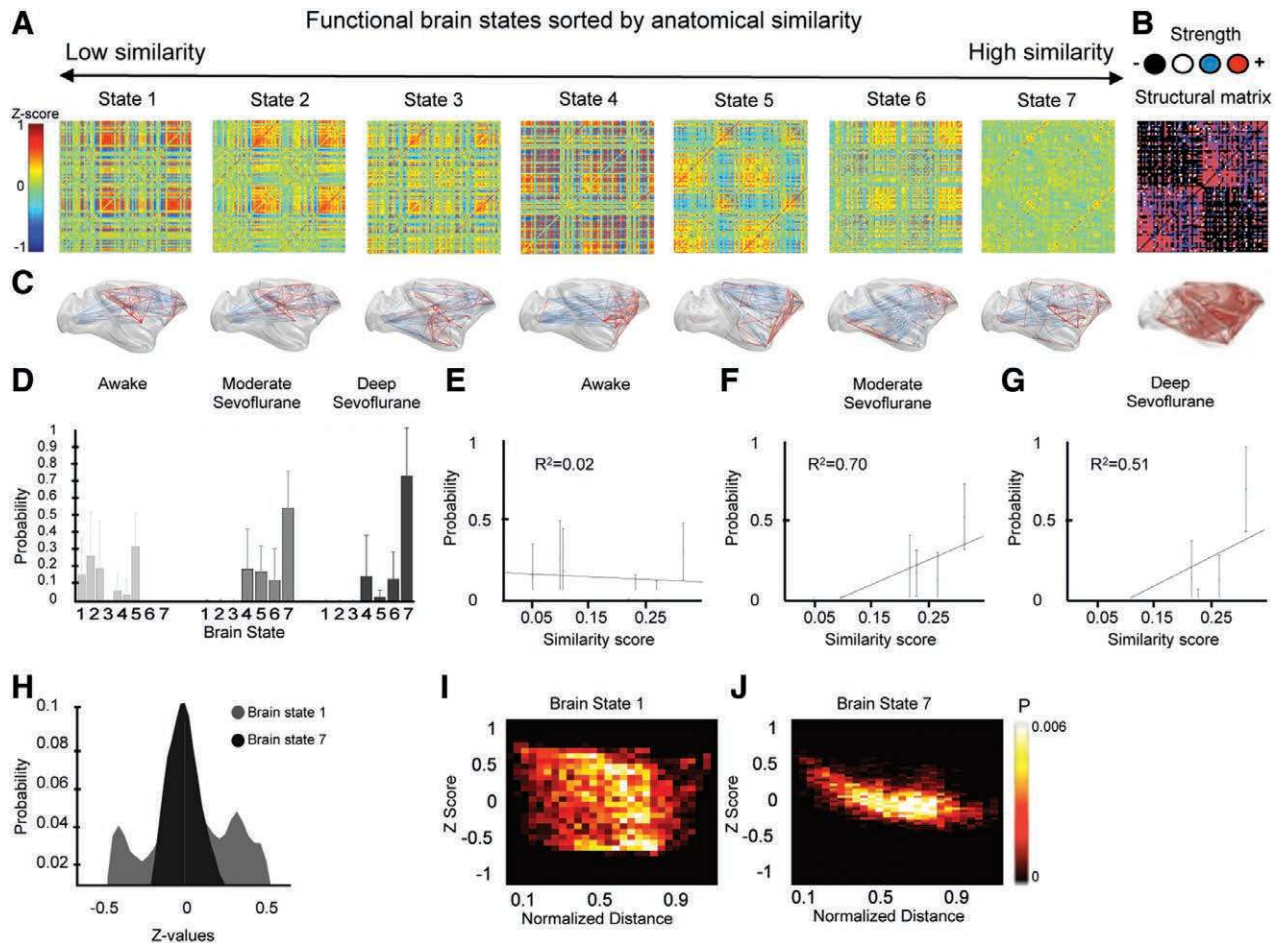 A
Functional brain states sorted by anatomical similarity
Low similarity
High similarity
B
Strength
- +
Z-score
State 1
State 2
State 3
State 4
State 5
State 6
State 7
Structural matrix
1
0
-1
C
D
Awake
Moderate
Sevoflurane
Deep
Sevoflurane
Probability
1
0.9
0.8
0.7
0.6
0.5
0.4
0.3
0.2
0.1
0
1 2 3 4 5 6 7 1 2 3 4 5 6 7 1 2 3 4 5 6 7
Brain State
E
Awake
R²=0.02
Probability
1
0.5
0
0.05 0.15 0.25
Similarity score
F
Moderate
Sevoflurane
R²=0.70
Probability
1
0.5
0
0.05 0.15 0.25
Similarity score
G
Deep
Sevoflurane
R²=0.51
Probability
1
0.5
0
0.05 0.15 0.25
Similarity score
H
Brain state 1
Brain state 7
Probability
0.1
0.08
0.06
0.04
0.02
-0.5 0 0.5
Z-values
I
Brain State 1
Z Score
1
0.5
0
-0.5
-1
0.1 0.5 0.9
Normalized Distance
J
Brain State 7
Z Score
1
0.5
0
-0.5
-1
0.1 0.5 0.9
Normalized Distance
P
0.006
0